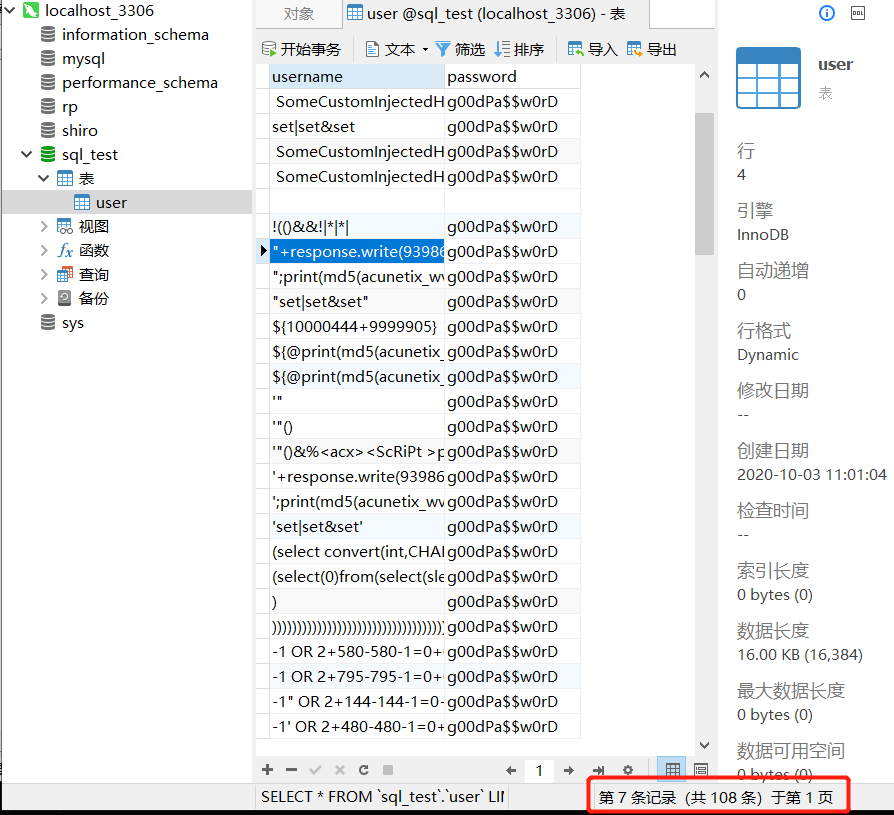 localhost_3306
information_schema
mysql
performance_schema
rp
shiro
sql_test
表
user
视图
函数
查询
备份
sys
对象
user @sql_test (localhost_3306) - 表
开始事务 文本 筛选 排序 导入 导出
username password
SomeCustomInjectedH g00dPa$$w0rD
set|set&set g00dPa$$w0rD
SomeCustomInjectedH g00dPa$$w0rD
SomeCustomInjectedH g00dPa$$w0rD
!(()&&!|*|*| g00dPa$$w0rD
"+response.write(93986 g00dPa$$w0rD
";print(md5(acunetix_wv g00dPa$$w0rD
"set|set&set" g00dPa$$w0rD
${10000444+9999905} g00dPa$$w0rD
${@print(md5(acunetix_ g00dPa$$w0rD
${@print(md5(acunetix_ g00dPa$$w0rD
'" g00dPa$$w0rD
'"() g00dPa$$w0rD
'"()&%<acx><ScRiPt >p g00dPa$$w0rD
'+response.write(93986 g00dPa$$w0rD
';print(md5(acunetix_wv g00dPa$$w0rD
'set|set&set' g00dPa$$w0rD
(select convert(int,CHAI g00dPa$$w0rD
(select(0)from(select(sle g00dPa$$w0rD
) g00dPa$$w0rD
)))))))))))))))))))))))))))))))))) g00dPa$$w0rD
-1 OR 2+580-580-1=0+ g00dPa$$w0rD
-1 OR 2+795-795-1=0+ g00dPa$$w0rD
-1" OR 2+144-144-1=0- g00dPa$$w0rD
-1' OR 2+480-480-1=0+ g00dPa$$w0rD
1
SELECT * FROM `sql_test`.`user` LI
第 7 条记录 (共 108 条) 于第 1 页
DDL
user
表
行
4
引擎
InnoDB
自动递增
0
行格式
Dynamic
修改日期
--
创建日期
2020-10-03 11:01:04
检查时间
--
索引长度
0 bytes (0)
数据长度
16.00 KB (16,384)
最大数据长度
0 bytes (0)
数据可用空间
0 bytes (0)